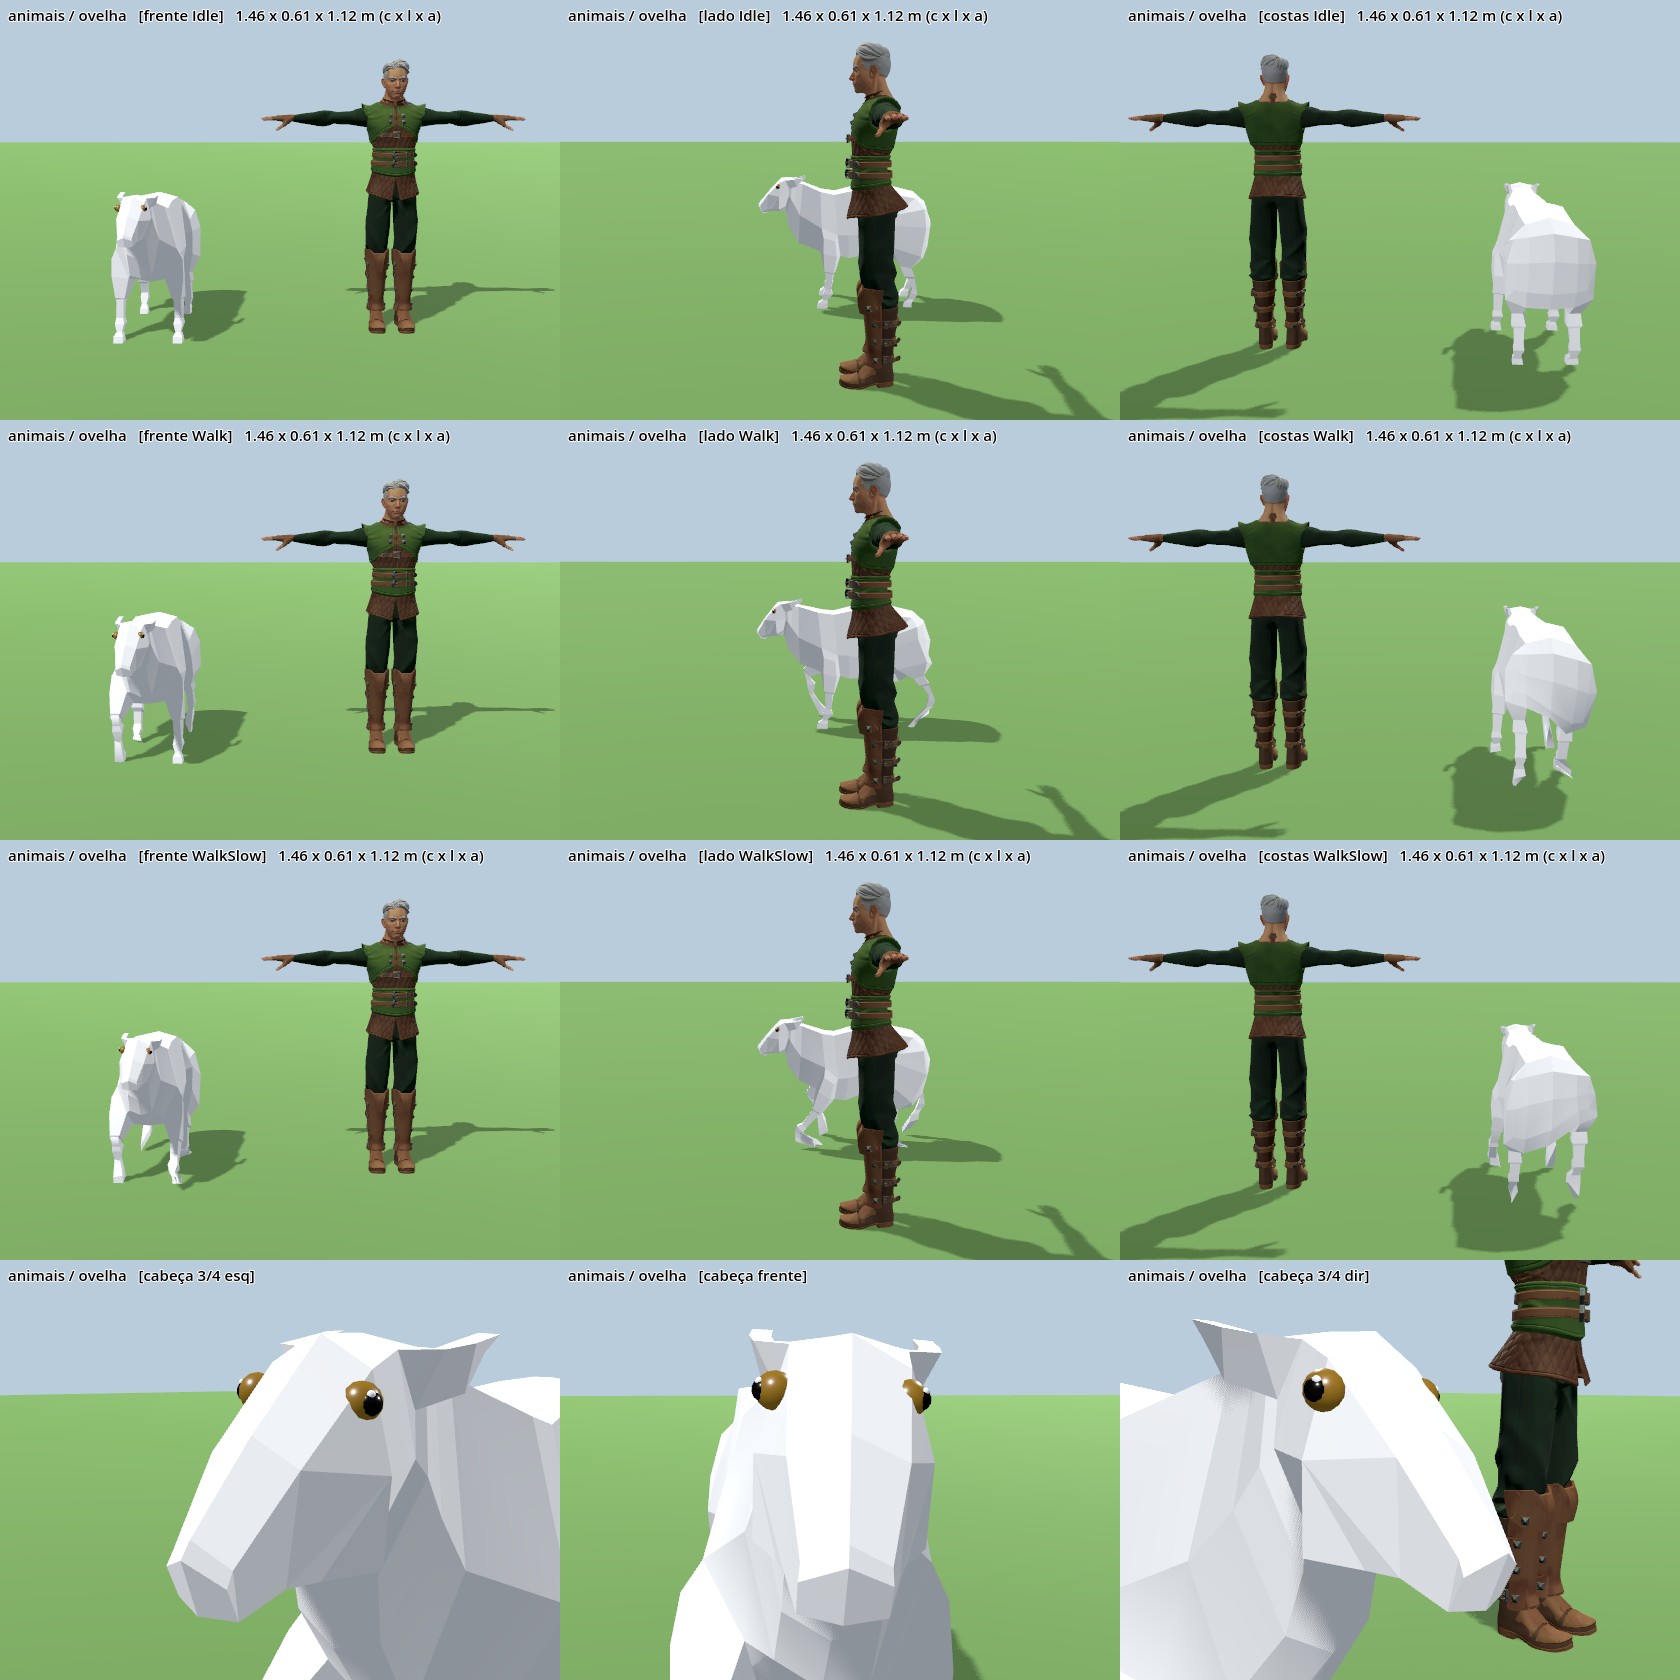 animais / ovelha [frente Idle] 1.46 x 0.61 x 1.12 m (c x l x a)
animais / ovelha [lado Idle] 1.46 x 0.61 x 1.12 m (c x l x a)
animais / ovelha [costas Idle] 1.46 x 0.61 x 1.12 m (c x l x a)
animais / ovelha [frente Walk] 1.46 x 0.61 x 1.12 m (c x l x a)
animais / ovelha [lado Walk] 1.46 x 0.61 x 1.12 m (c x l x a)
animais / ovelha [costas Walk] 1.46 x 0.61 x 1.12 m (c x l x a)
animais / ovelha [frente WalkSlow] 1.46 x 0.61 x 1.12 m (c x l x a)
animais / ovelha [lado WalkSlow] 1.46 x 0.61 x 1.12 m (c x l x a)
animais / ovelha [costas WalkSlow] 1.46 x 0.61 x 1.12 m (c x l x a)
animais / ovelha [cabeça 3/4 esq]
animais / ovelha [cabeça frente]
animais / ovelha [cabeça 3/4 dir]